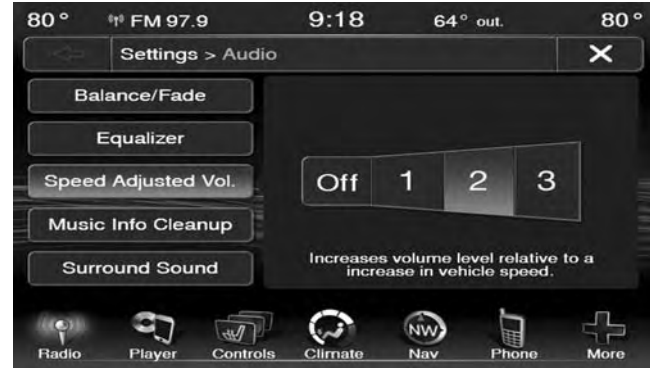 80° FM 97.9 9:18 64° out. 80°
Settings > Audio X
Balance/Fade
Equalizer
Speed Adjusted Vol.
Off 1 2 3
Music Info Cleanup
Surround Sound
Increases volume level relative to a
increase in vehicle speed.
NW
Radio Player Controls Climate Nav Phone More